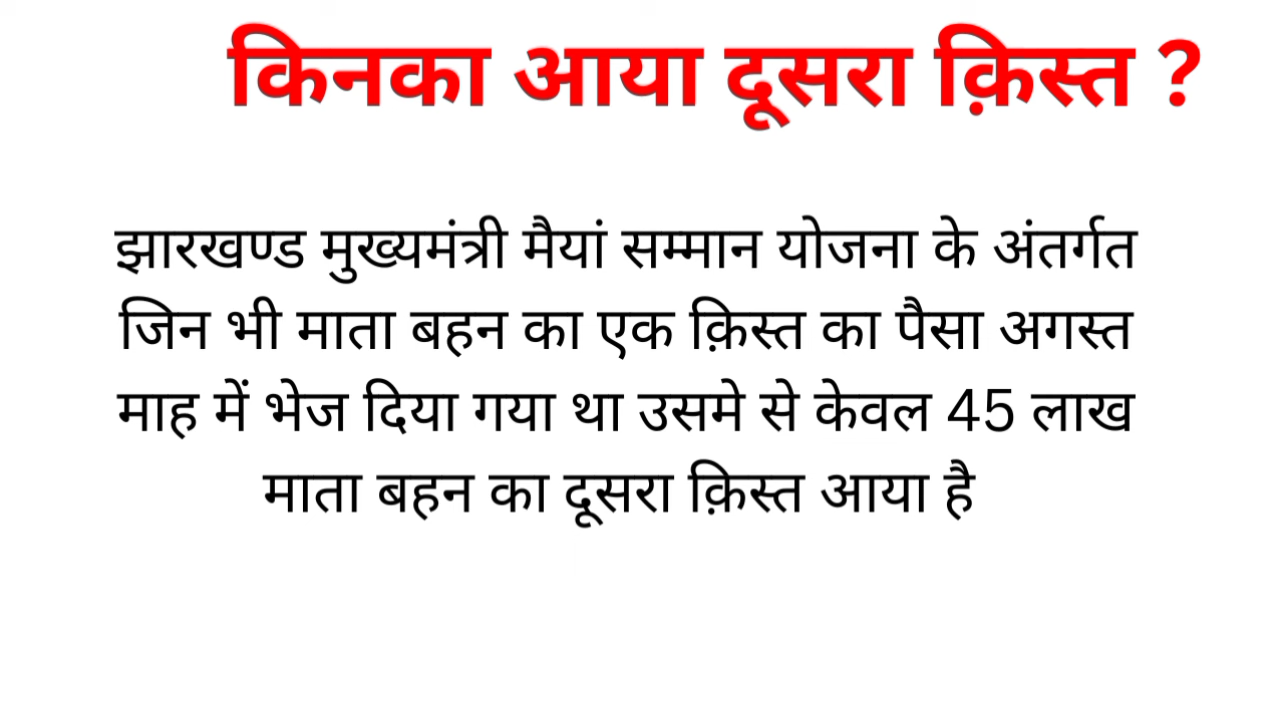 किनका आया दूसरा क़िस्त ?
झारखण्ड मुख्यमंत्री मैयां सम्मान योजना के अंतर्गत
जिन भी माता बहन का एक क़िस्त का पैसा अगस्त
माह में भेज दिया गया था उसमे से केवल 45 लाख
माता बहन का दूसरा क़िस्त आया है